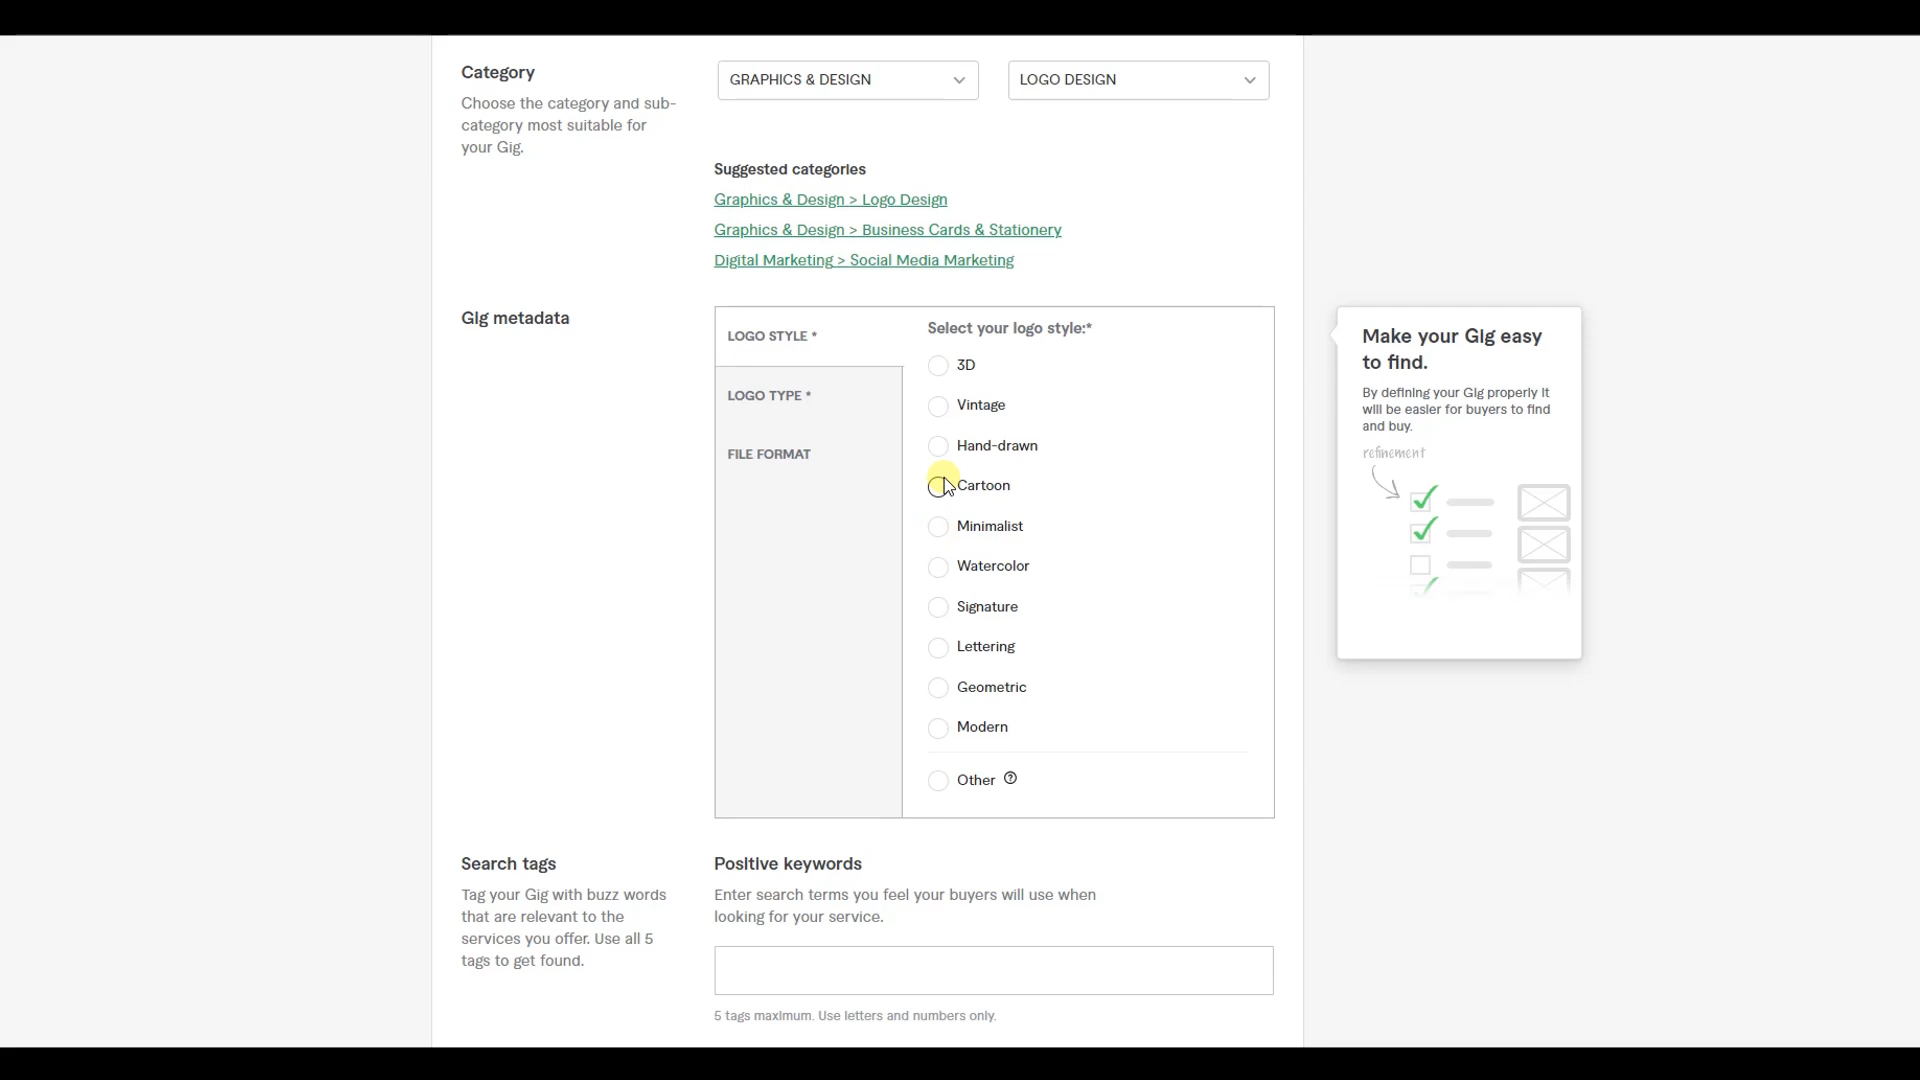 Category
Choose the category and sub-
category most suitable for
your Gig.
GRAPHICS & DESIGN
LOGO DESIGN
Suggested categories
Graphics & Design > Logo Design
Graphics & Design > Business Cards & Stationery
Digital Marketing > Social Media Marketing
Gig metadata
LOGO STYLE *
LOGO TYPE *
FILE FORMAT
Select your logo style:*
3D
Vintage
Hand-drawn
Cartoon
Minimalist
Watercolor
Signature
Lettering
Geometric
Modern
Other ?
Make your Gig easy
to find.
By defining your Gig properly it
will be easier for buyers to find
and buy.
refinement
Search tags
Tag your Gig with buzz words
that are relevant to the
services you offer. Use all 5
tags to get found.
Positive keywords
Enter search terms you feel your buyers will use when
looking for your service.
5 tags maximum. Use letters and numbers only.